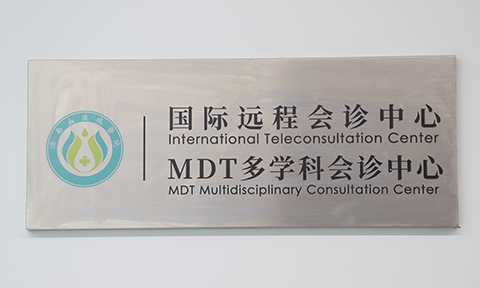 国际远程会诊中心
International Teleconsultation Center
MDT多学科会诊中心
MDT Multidisciplinary Consultation Center